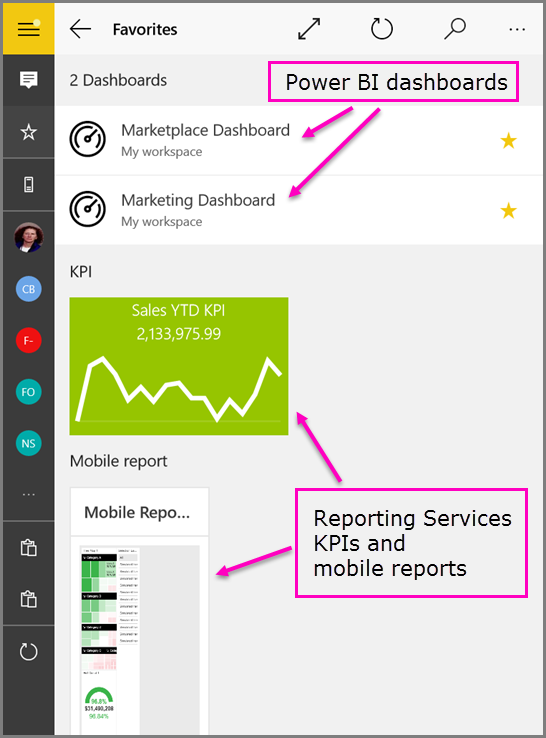 Favorites
...
2 Dashboards
Power BI dashboards
Marketplace Dashboard
My workspace
Marketing Dashboard
My workspace
KPI
CB
Sales YTD KPI
2,133,975.99
F-
FO
NS
...
Mobile report
Mobile Repo...
Reporting Services
KPIs and
mobile reports
96.8%
$31,490,208
96.84%